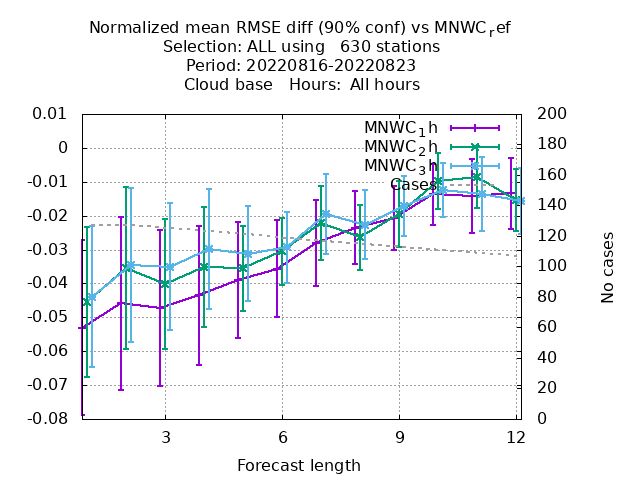 Normalized mean RMSE diff (90% conf) vs MNWC_ref
Selection: ALL using 630 stations
Period: 20220816-20220823
Cloud base Hours: All hours
0.01
0
-0.01
-0.02
-0.03
-0.04
-0.05
-0.06
-0.07
-0.08
MNWC_1h
MNWC_2h
MNWC_3h
Cases
200
180
160
140
120
100
80
60
40
20
0
No cases
3 6 9 12
Forecast length